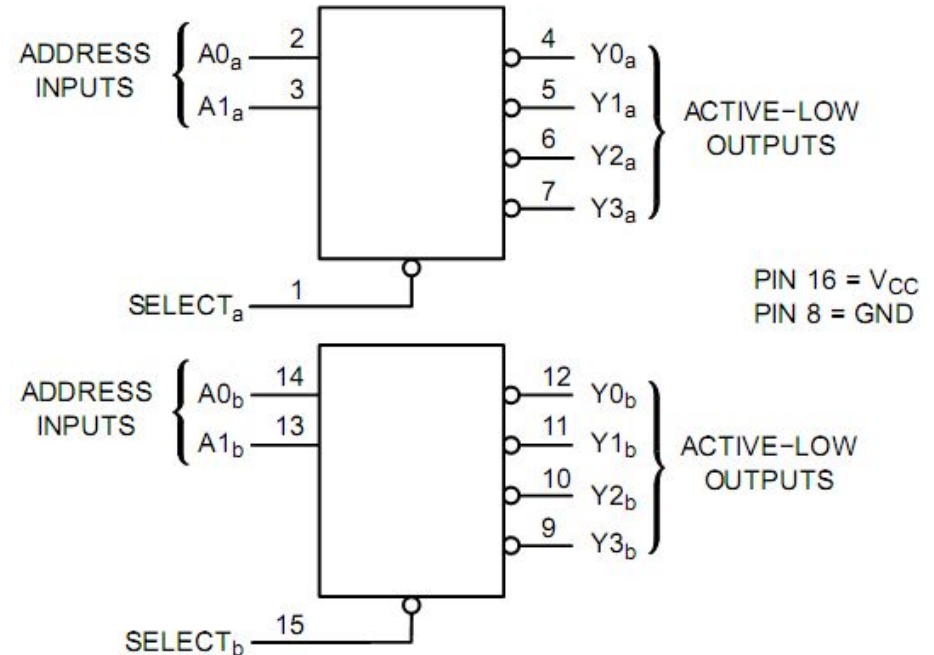 ADDRESS
INPUTS
A0a
2
A1a
3
4
Y0a
5
Y1a
6
Y2a
7
Y3a
ACTIVE−LOW
OUTPUTS
SELECTa
1
PIN 16 = VCC
PIN 8 = GND
ADDRESS
INPUTS
A0b
14
A1b
13
12
Y0b
11
Y1b
10
Y2b
9
Y3b
ACTIVE−LOW
OUTPUTS
SELECTb
15